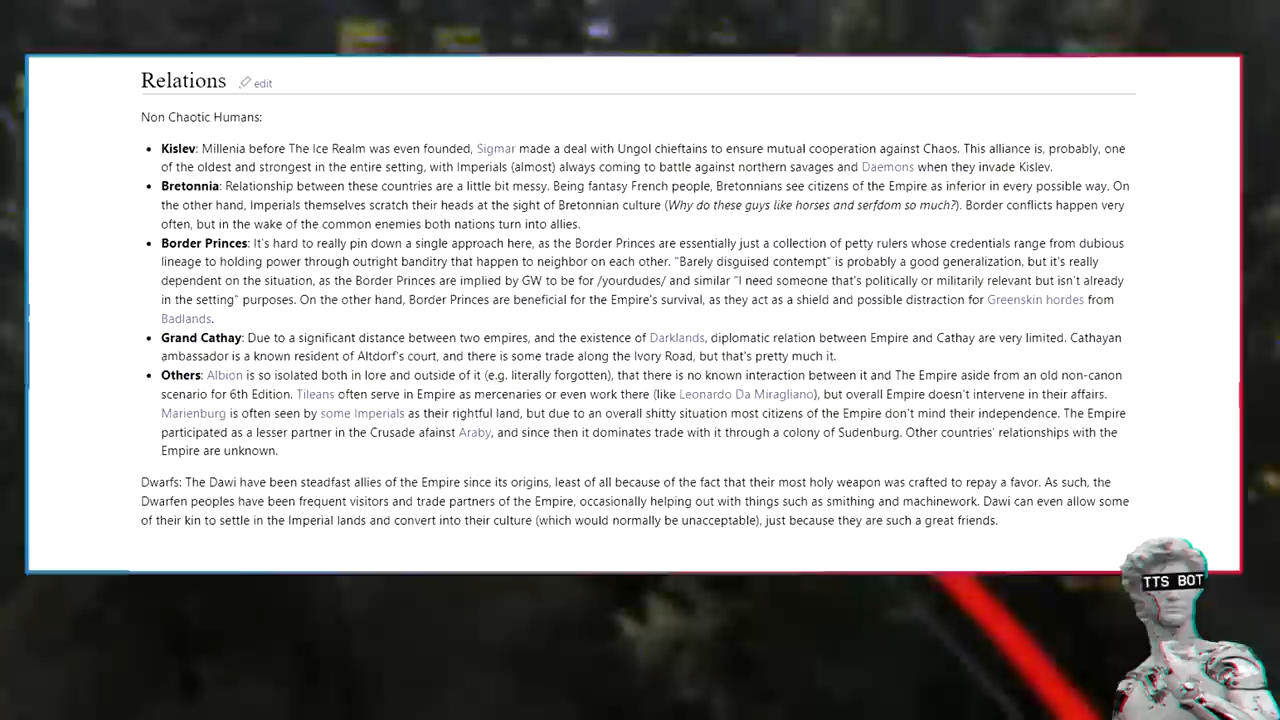 Relations edit
Non Chaotic Humans:
Kislev: Millenia before The Ice Realm was even founded, Sigmar made a deal with Ungol chieftains to ensure mutual cooperation against Chaos. This alliance is, probably, one
of the oldest and strongest in the entire setting, with Imperials (almost) always coming to battle against northern savages and Daemons when they invade Kislev.
Bretonnia: Relationship between these countries are a little bit messy. Being fantasy French people, Bretonnians see citizens of the Empire as inferior in every possible way. On
the other hand, Imperials themselves scratch their heads at the sight of Bretonnian culture (Why do these guys like horses and serfdom so much?). Border conflicts happen very
often, but in the wake of the common enemies both nations turn into allies.
Border Princes: It's hard to really pin down a single approach here, as the Border Princes are essentially just a collection of petty rulers whose credentials range from dubious
lineage to holding power through outright banditry that happen to neighbor on each other. "Barely disguised contempt" is probably a good generalization, but it's really
dependent on the situation, as the Border Princes are implied by GW to be for /yourdudes/ and similar "I need someone that's politically or militarily relevant but isn't already
in the setting" purposes. On the other hand, Border Princes are beneficial for the Empire's survival, as they act as a shield and possible distraction for Greenskin hordes from
Badlands.
Grand Cathay: Due to a significant distance between two empires, and the existence of Darklands, diplomatic relation between Empire and Cathay are very limited. Cathayan
ambassador is a known resident of Altdorf's court, and there is some trade along the Ivory Road, but that's pretty much it.
Others: Albion is so isolated both in lore and outside of it (e.g. literally forgotten), that there is no known interaction between it and The Empire aside from an old non-canon
scenario for 6th Edition. Tileans often serve in Empire as mercenaries or even work there (like Leonardo Da Miragliano), but overall Empire doesn't intervene in their affairs.
Marienburg is often seen by some Imperials as their rightful land, but due to an overall shitty situation most citizens of the Empire don't mind their independence. The Empire
participated as a lesser partner in the Crusade afainst Araby, and since then it dominates trade with it through a colony of Sudenburg. Other countries' relationships with the
Empire are unknown.
Dwarfs: The Dawi have been steadfast allies of the Empire since its origins, least of all because of the fact that their most holy weapon was crafted to repay a favor. As such, the
Dwarfen peoples have been frequent visitors and trade partners of the Empire, occasionally helping out with things such as smithing and machinework. Dawi can even allow some
of their kin to settle in the Imperial lands and convert into their culture (which would normally be unacceptable), just because they are such a great friends.
TTS BOT